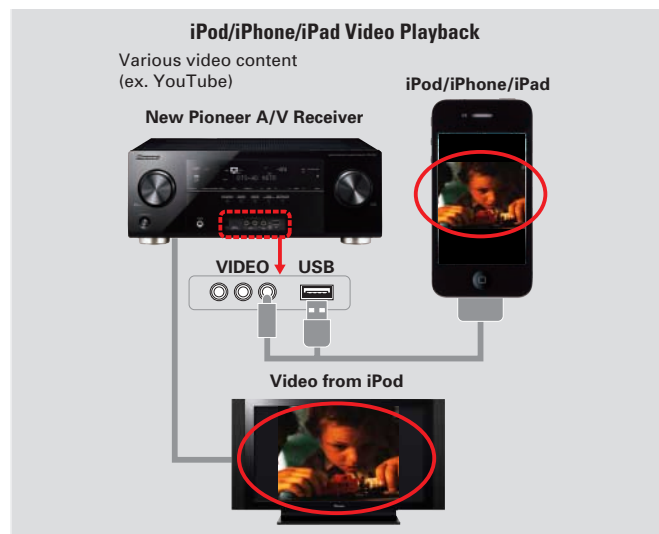 iPod/iPhone/iPad Video Playback
Various video content
(ex. YouTube)
iPod/iPhone/iPad
New Pioneer A/V Receiver
VIDEO
USB
Video from iPod